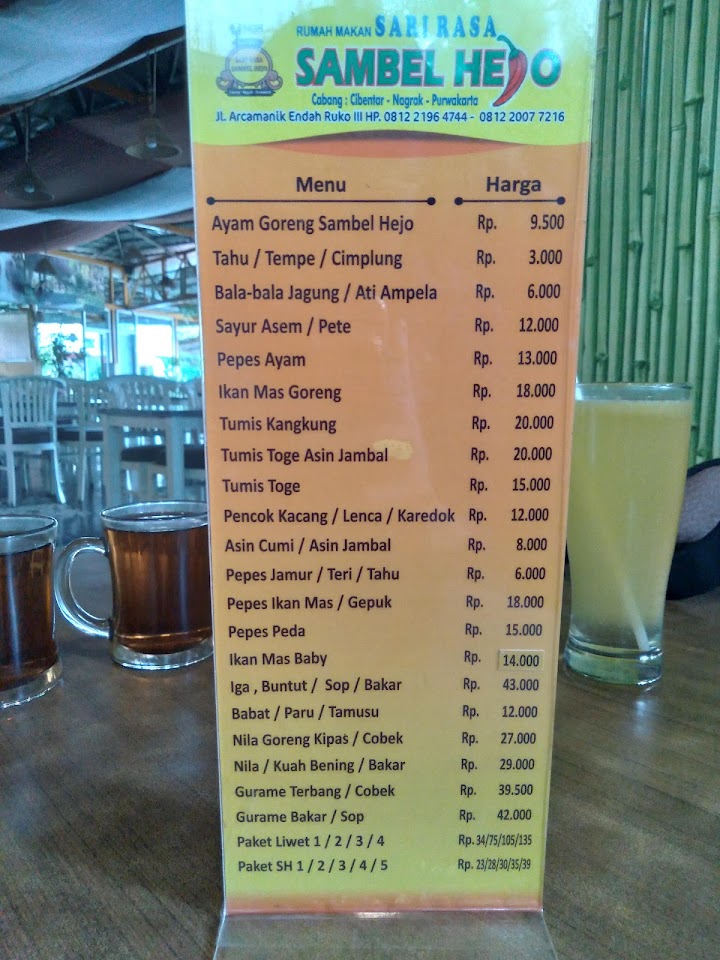 RUMAH MAKAN SARI RASA
SAMBEL HEJO
Cabang : Cibentar - Nagrak - Purwakarta
JL. Arcamanik Endah Ruko III HP. 0812 2196 4744 - 0812 2007 7216
Menu Harga
Ayam Goreng Sambel Hejo Rp. 9.500
Tahu / Tempe / Cimplung Rp. 3.000
Bala-bala Jagung / Ati Ampela Rp. 6.000
Sayur Asem / Pete Rp. 12.000
Pepes Ayam Rp. 13.000
Ikan Mas Goreng Rp. 18.000
Tumis Kangkung Rp. 20.000
Tumis Toge Asin Jambal Rp. 20.000
Tumis Toge Rp. 15.000
Pencok Kacang / Lenca / Karedok Rp. 12.000
Asin Cumi / Asin Jambal Rp. 8.000
Pepes Jamur / Teri / Tahu Rp. 6.000
Pepes Ikan Mas / Gepuk Rp. 18.000
Pepes Peda Rp. 15.000
Ikan Mas Baby Rp. 14.000
Iga , Buntut / Sop / Bakar Rp. 43.000
Babat / Paru / Tamusu Rp. 12.000
Nila Goreng Kipas / Cobek Rp. 27.000
Nila / Kuah Bening / Bakar Rp. 29.000
Gurame Terbang / Cobek Rp. 39.500
Gurame Bakar / Sop Rp. 42.000
Paket Liwet 1 / 2 / 3 / 4 Rp. 34/75/105/135
Paket SH 1 / 2 / 3 / 4 / 5 Rp. 23/28/30/35/39